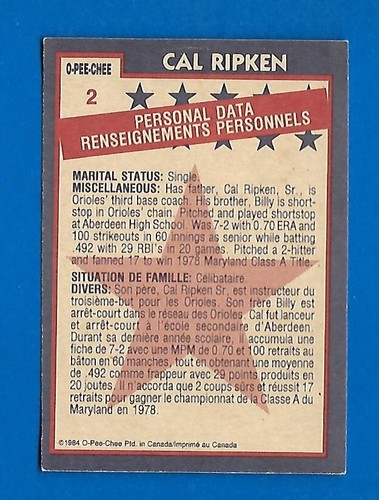 O-PEE-CHEE
CAL RIPKEN
2
PERSONAL DATA
RENSEIGNEMENTS PERSONNELS
MARITAL STATUS: Single.
MISCELLANEOUS: Has father, Cal Ripken, Sr., is
Orioles' third base coach. His brother, Billy is short-
stop in Orioles' chain. Pitched and played shortstop
at Aberdeen High School. Was 7-2 with 0.70 ERA and
100 strikeouts in 60 innings as senior while batting
.492 with 29 RBI's in 20 games. Pitched a 2-hitter
and fanned 17 to win 1978 Maryland Class A Title.
SITUATION DE FAMILLE: Célibataire.
DIVERS: Son père, Cal Ripken Sr. est instructeur du
troisième-but pour les Orioles. Son frère Billy est
arrêt-court dans le réseau des Orioles. Cal fut lanceur
et arrêt-court à l'école secondaire d'Aberdeen.
Durant sa dernière année scolaire, il accumula une
fiche de 7-2 avec une MPM de 0.70 et 100 retraits au
bâton en 60 manches, tout en obtenant une moyenne
de .492 comme frappeur avec 29 points produits en
20 joutes. Il n'accorda que 2 coups sûrs et réussit 17
retraits pour gagner le championnat de la Classe A du
Maryland en 1978.
©1984 O-Pee-Chee Ptd. in Canada/Imprimé au Canada